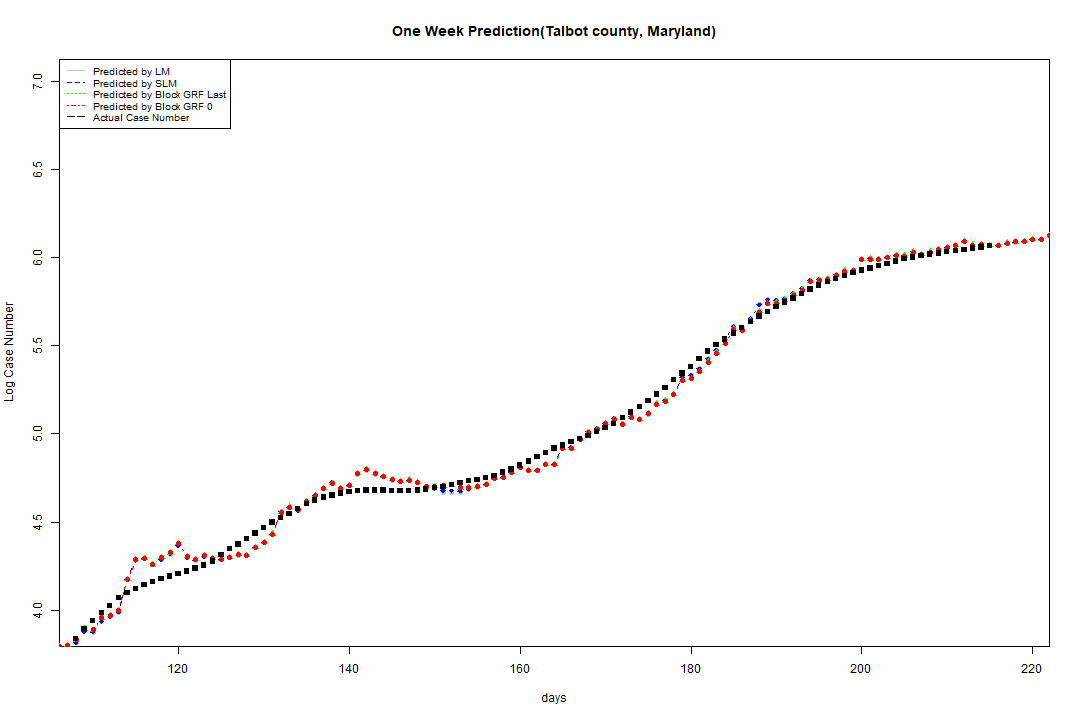 One Week Prediction(Talbot county, Maryland)
Predicted by LM
Predicted by SLM
Predicted by Block GRF Last
Predicted by Block GRF 0
Actual Case Number
7.0
6.5
6.0
5.5
5.0
4.5
4.0
Log Case Number
120 140 160 180 200 220
days